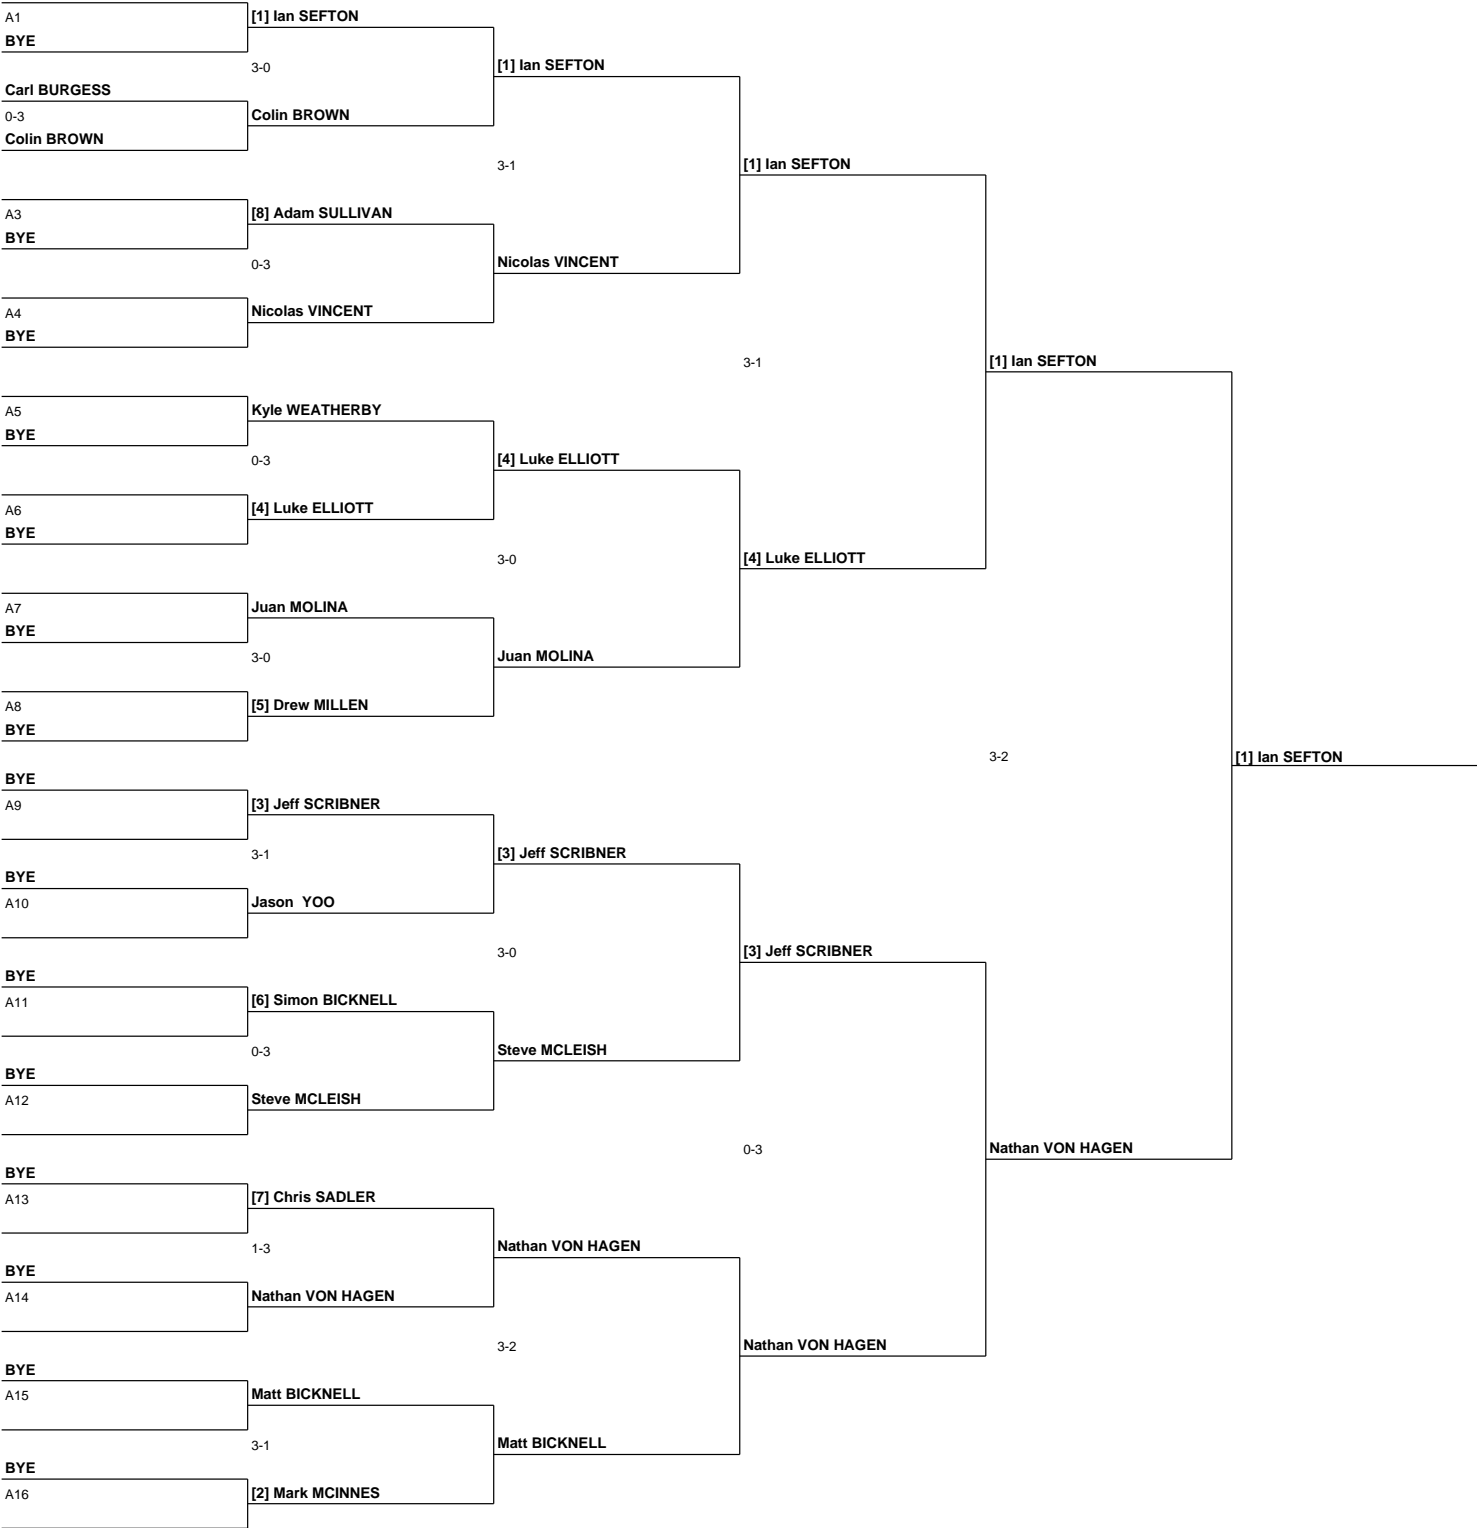 A1
BYE
Carl BURGESS
0-3
Colin BROWN
A3
BYE
A4
BYE
A5
BYE
A6
BYE
A7
BYE
A8
BYE
BYE
A9
BYE
A10
BYE
A11
BYE
A12
BYE
A13
BYE
A14
BYE
A15
BYE
A16
[1] Ian SEFTON
3-0
Colin BROWN
[8] Adam SULLIVAN
0-3
Nicolas VINCENT
Kyle WEATHERBY
0-3
[4] Luke ELLIOTT
Juan MOLINA
3-0
[5] Drew MILLEN
[3] Jeff SCRIBNER
3-1
Jason  YOO
[6] Simon BICKNELL
0-3
Steve MCLEISH
[7] Chris SADLER
1-3
Nathan VON HAGEN
Matt BICKNELL
3-1
[2] Mark MCINNES
[1] Ian SEFTON
3-1
Nicolas VINCENT
[4] Luke ELLIOTT
3-0
Juan MOLINA
[3] Jeff SCRIBNER
3-0
Steve MCLEISH
Nathan VON HAGEN
3-2
Matt BICKNELL
[1] Ian SEFTON
3-1
[4] Luke ELLIOTT
[3] Jeff SCRIBNER
0-3
Nathan VON HAGEN
[1] Ian SEFTON
3-2
Nathan VON HAGEN
[1] Ian SEFTON